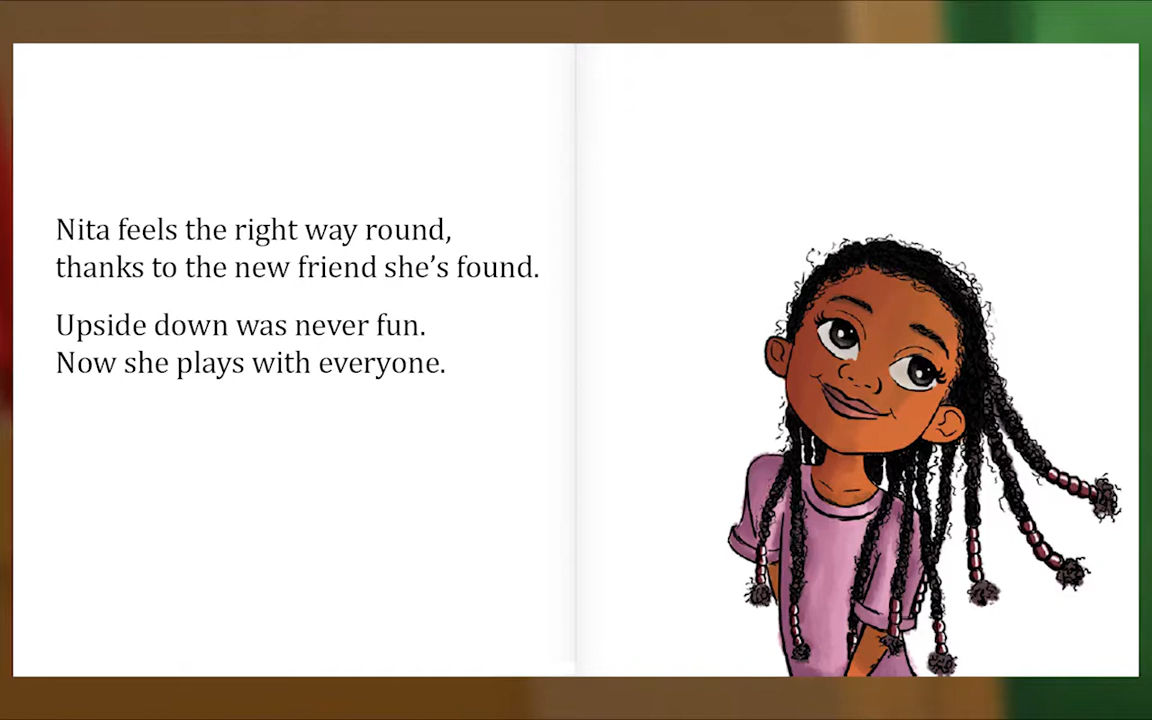 Nita feels the right way round,
thanks to the new friend she’s found.
Upside down was never fun.
Now she plays with everyone.